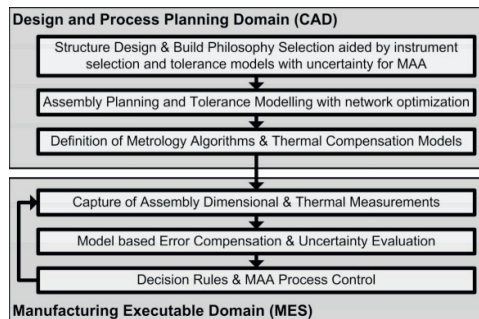 Design and Process Planning Domain (CAD)
Structure Design & Build Philosophy Selection aided by instrument
selection and tolerance models with uncertainty for MAA
Assembly Planning and Tolerance Modelling with network optimization
Definition of Metrology Algorithms & Thermal Compensation Models
Capture of Assembly Dimensional & Thermal Measurements
Model based Error Compensation & Uncertainty Evaluation
Decision Rules & MAA Process Control
Manufacturing Executable Domain (MES)